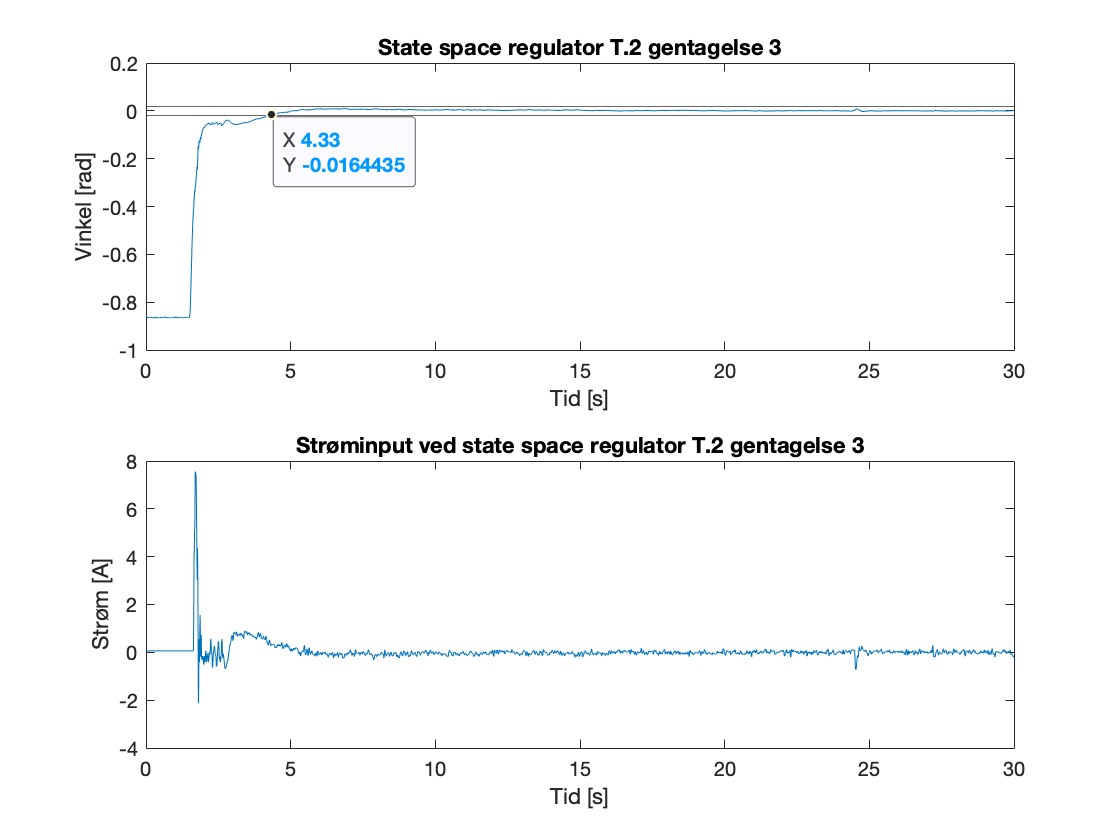 State space regulator T.2 gentagelse 3
0.2
0
-0.2
-0.4
-0.6
-0.8
-1
Vinkel [rad]
X 4.33
Y -0.0164435
0 5 10 15 20 25 30
Tid [s]
Strøminput ved state space regulator T.2 gentagelse 3
8
6
4
2
0
-2
-4
Strøm [A]
0 5 10 15 20 25 30
Tid [s]